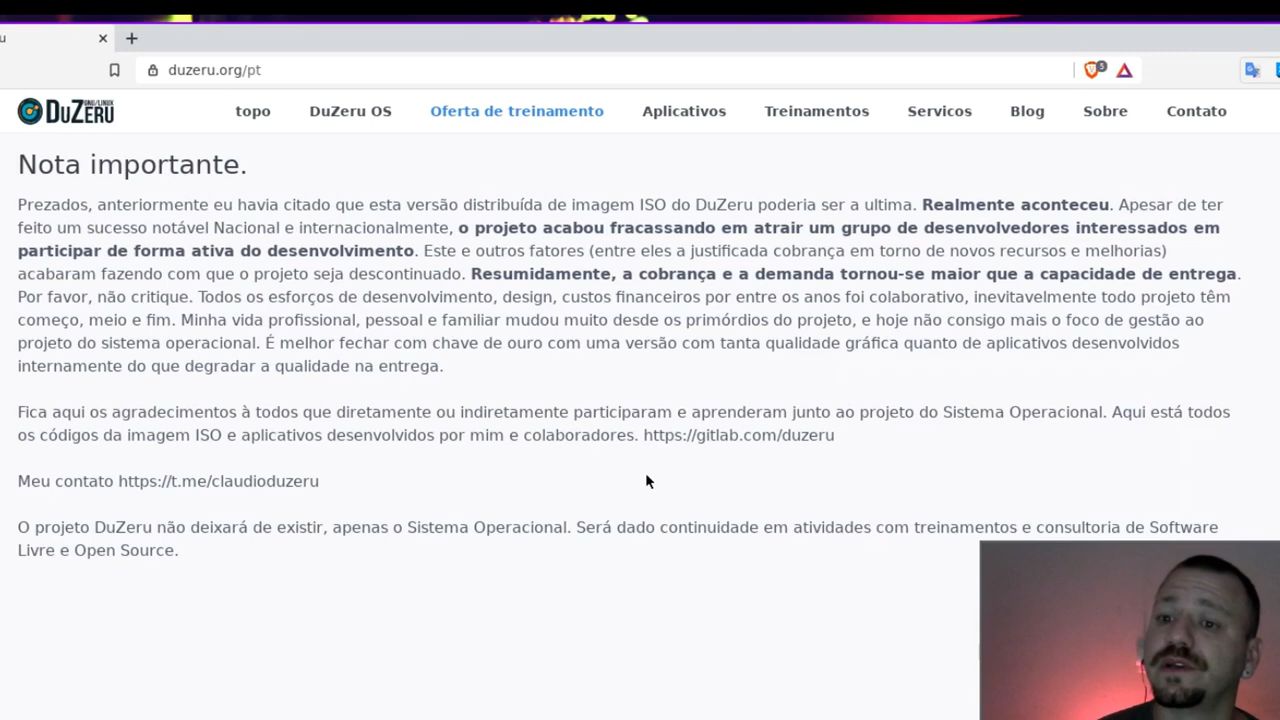 u
duzeru.org/pt
5
GNU/LINUX
DUZERU
topo
DuZeru OS
Oferta de treinamento
Aplicativos
Treinamentos
Servicos
Blog
Sobre
Contato
Nota importante.
Prezados, anteriormente eu havia citado que esta versão distribuída de imagem ISO do DuZeru poderia ser a ultima. Realmente aconteceu. Apesar de ter
feito um sucesso notável Nacional e internacionalmente, o projeto acabou fracassando em atrair um grupo de desenvolvedores interessados em
participar de forma ativa do desenvolvimento. Este e outros fatores (entre eles a justificada cobrança em torno de novos recursos e melhorias)
acabaram fazendo com que o projeto seja descontinuado. Resumidamente, a cobrança e a demanda tornou-se maior que a capacidade de entrega.
Por favor, não critique. Todos os esforços de desenvolvimento, design, custos financeiros por entre os anos foi colaborativo, inevitavelmente todo projeto têm
começo, meio e fim. Minha vida profissional, pessoal e familiar mudou muito desde os primórdios do projeto, e hoje não consigo mais o foco de gestão ao
projeto do sistema operacional. É melhor fechar com chave de ouro com uma versão com tanta qualidade gráfica quanto de aplicativos desenvolvidos
internamente do que degradar a qualidade na entrega.
Fica aqui os agradecimentos à todos que diretamente ou indiretamente participaram e aprenderam junto ao projeto do Sistema Operacional. Aqui está todos
os códigos da imagem ISO e aplicativos desenvolvidos por mim e colaboradores. https://gitlab.com/duzeru
Meu contato https://t.me/claudioduzeru
O projeto DuZeru não deixará de existir, apenas o Sistema Operacional. Será dado continuidade em atividades com treinamentos e consultoria de Software
Livre e Open Source.